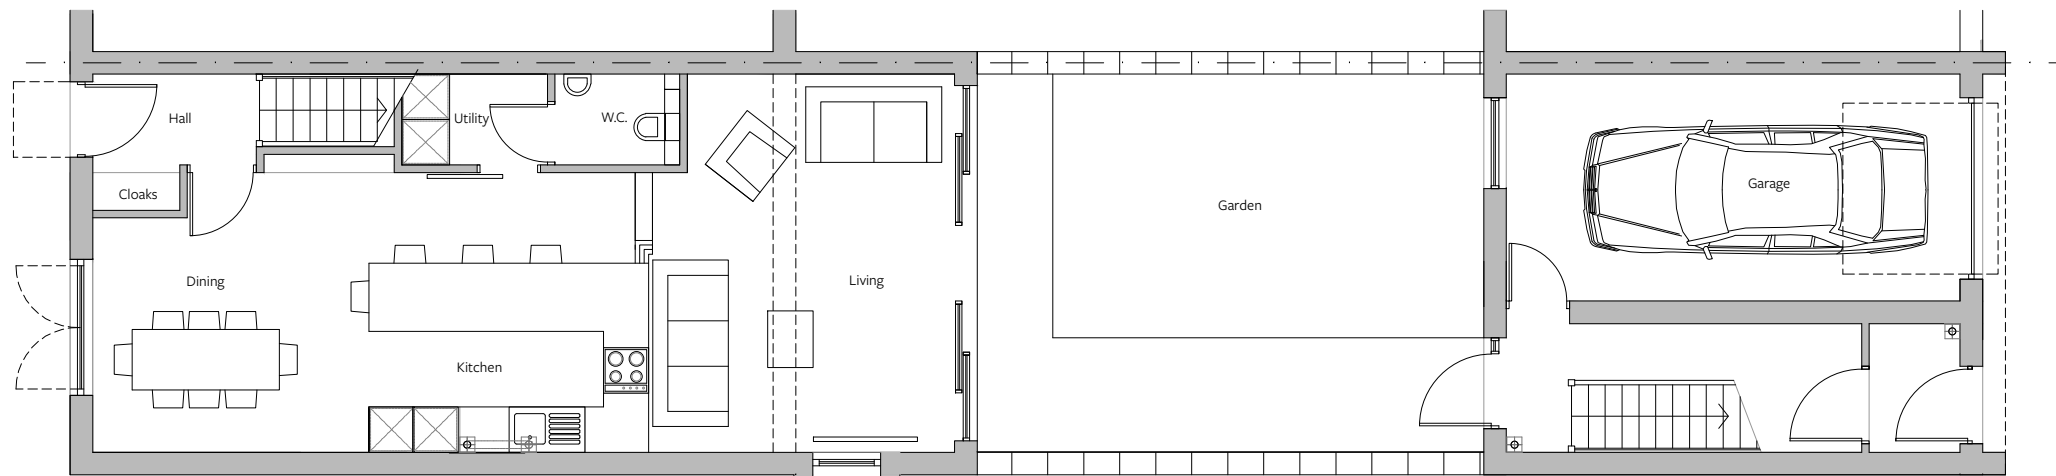 Hall
Utility
W.C.
Cloaks
Garage
Garden
Dining
Living
Kitchen